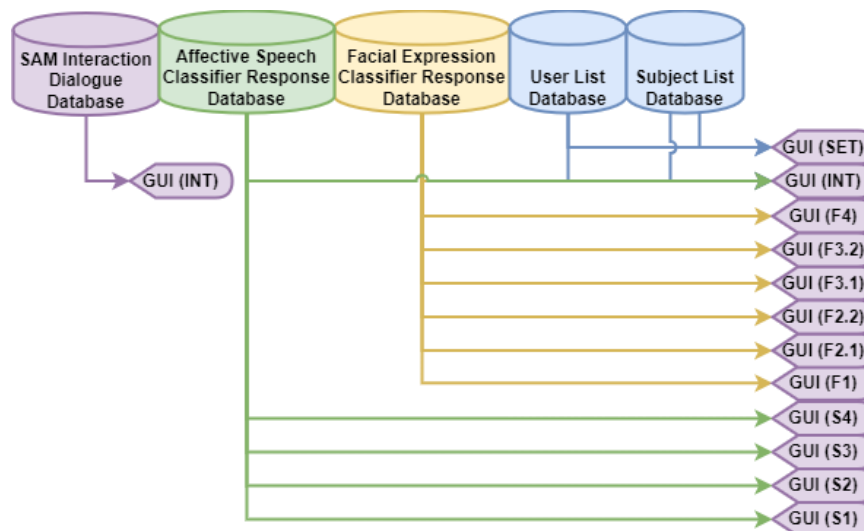 SAM Interaction
Dialogue
Database
Affective Speech
Classifier Response
Database
Facial Expression
Classifier Response
Database
User List
Database
Subject List
Database
GUI (SET)
GUI (INT)
GUI (INT)
GUI (F4)
GUI (F3.2)
GUI (F3.1)
GUI (F2.2)
GUI (F2.1)
GUI (F1)
GUI (S4)
GUI (S3)
GUI (S2)
GUI (S1)